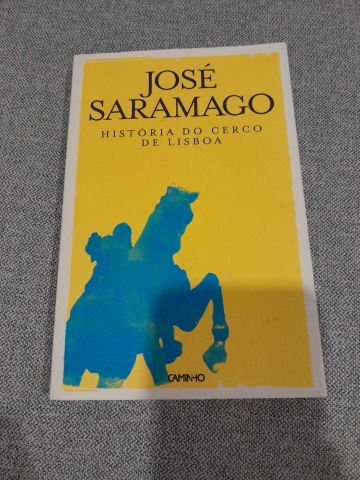 JOSÉ
SARAMAGO
HISTÓRIA DO CERCO
DE LISBOA
CAMINHO